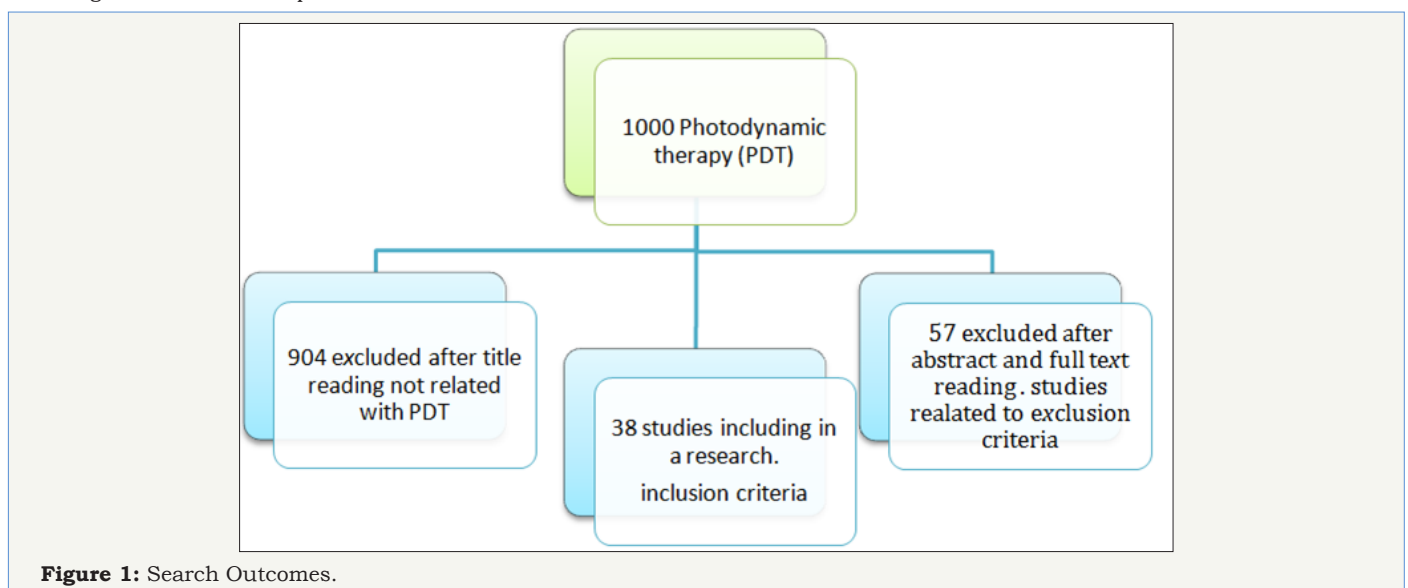 1000 Photodynamic
therapy (PDT)
904 excluded after title
reading not related
with PDT
38 studies including in
a research.
inclusion criteria
57 excluded after
abstract and full text
reading. studies
realated to exclusion
criteria
Figure 1: Search Outcomes.